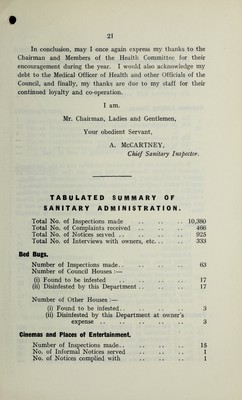 21
In conclusion, may I once again express my thanks to the
Chairman and Members of the Health Committee for their
encouragement during the year. I would also acknowledge my
debt to the Medical Officer of Health and other Officials of the
Council, and finally, my thanks are due to my staff for their
continued loyalty and co-operation.
I am,
Mr. Chairman, Ladies and Gentlemen,
Your obedient Servant,
A. McCARTNEY,
Chief Sanitary Inspector.
TABULATED SUMMARY OF
SANITARY ADMINISTRATION.
Total No. of Inspections made .. .. .. .. 10,380
Total No. of Complaints received .. .. .. .. 466
Total No. of Notices served .. .. .. .. .. 925
Total No. of Interviews with owners, etc. .. .. .. 333
Bed Bugs.
Number of Inspections made.. .. .. .. .. 63
Number of Council Houses :—
(i) Found to be infested .. .. .. .. 17
(ii) Disinfested by this Department .. .. .. 17
Number of Other Houses :—
(i) Found to be infested.. .. .. .. .. 3
(ii) Disinfested by this Department at owner's
expense .. .. .. .. .. .. 3
Cinemas and Places of Entertainment.
Number of Inspections made.. .. .. .. .. 15
No. of Informal Notices served .. .. .. .. 1
No. of Notices complied with .. .. .. .. 1